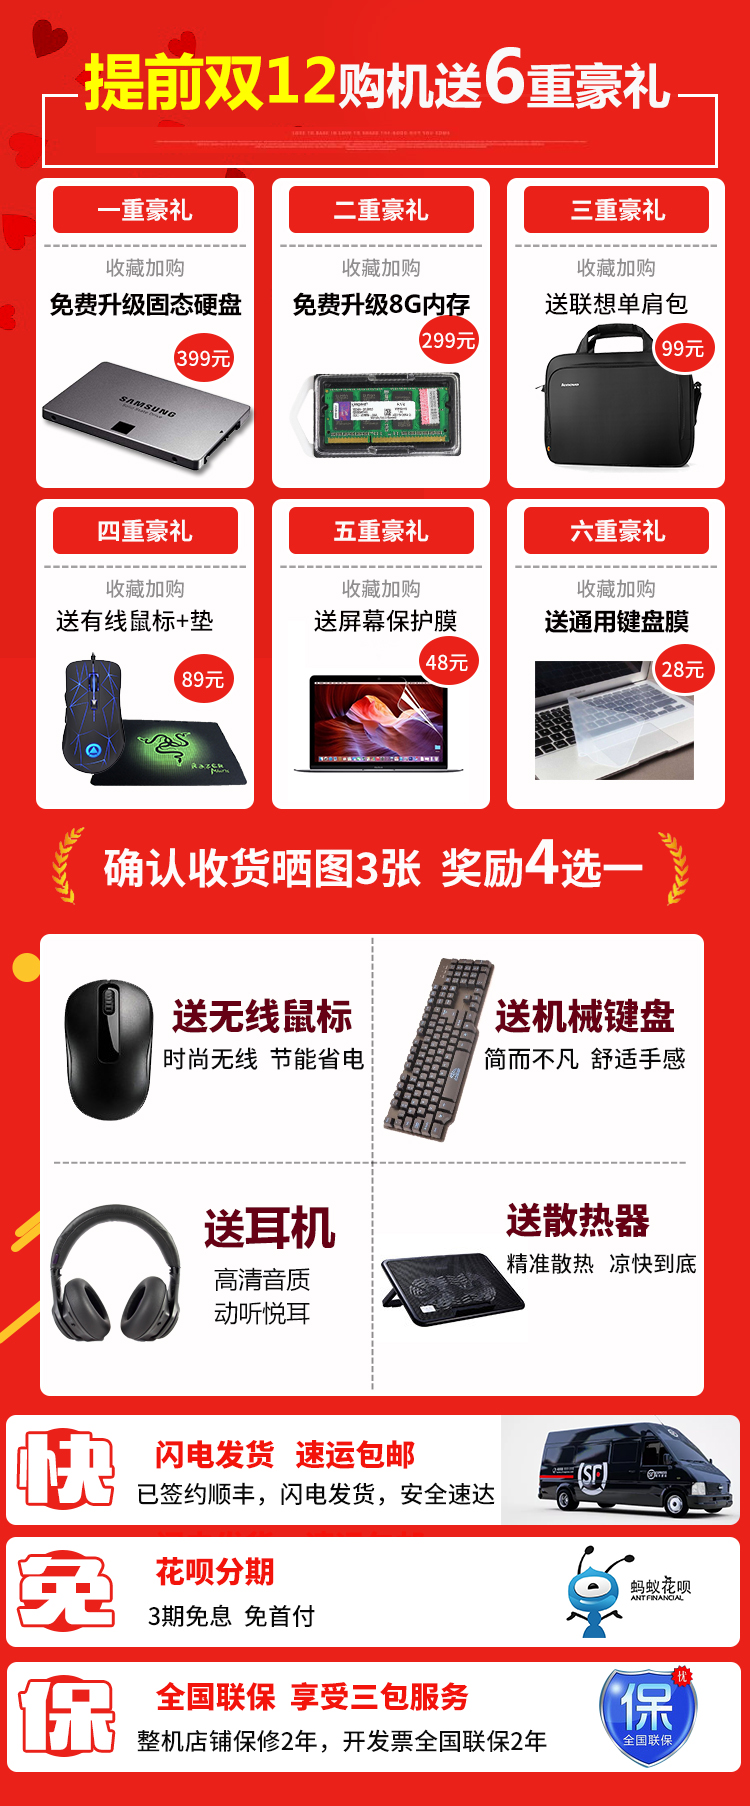 提前双12购机送6重豪礼
一重豪礼
收藏加购
免费升级固态硬盘
399元
SAMSUNG
二重豪礼
收藏加购
免费升级8G内存
299元
三重豪礼
收藏加购
送联想单肩包
99元
四重豪礼
收藏加购
送有线鼠标+垫
89元
RAZER
五重豪礼
收藏加购
送屏幕保护膜
48元
六重豪礼
收藏加购
送通用键盘膜
28元
确认收货晒图3张 奖励4选一
送无线鼠标
时尚无线 节能省电
送机械键盘
简而不凡 舒适手感
送耳机
高清音质
动听悦耳
送散热器
精准散热 凉快到底
快
闪电发货 速运包邮
已签约顺丰，闪电发货，安全速达
SF
免
花呗分期
3期免息 免首付
蚂蚁花呗
ANT FINANCIAL
保
全国联保 享受三包服务
整机店铺保修2年，开发票全国联保2年
优
保
全国联保